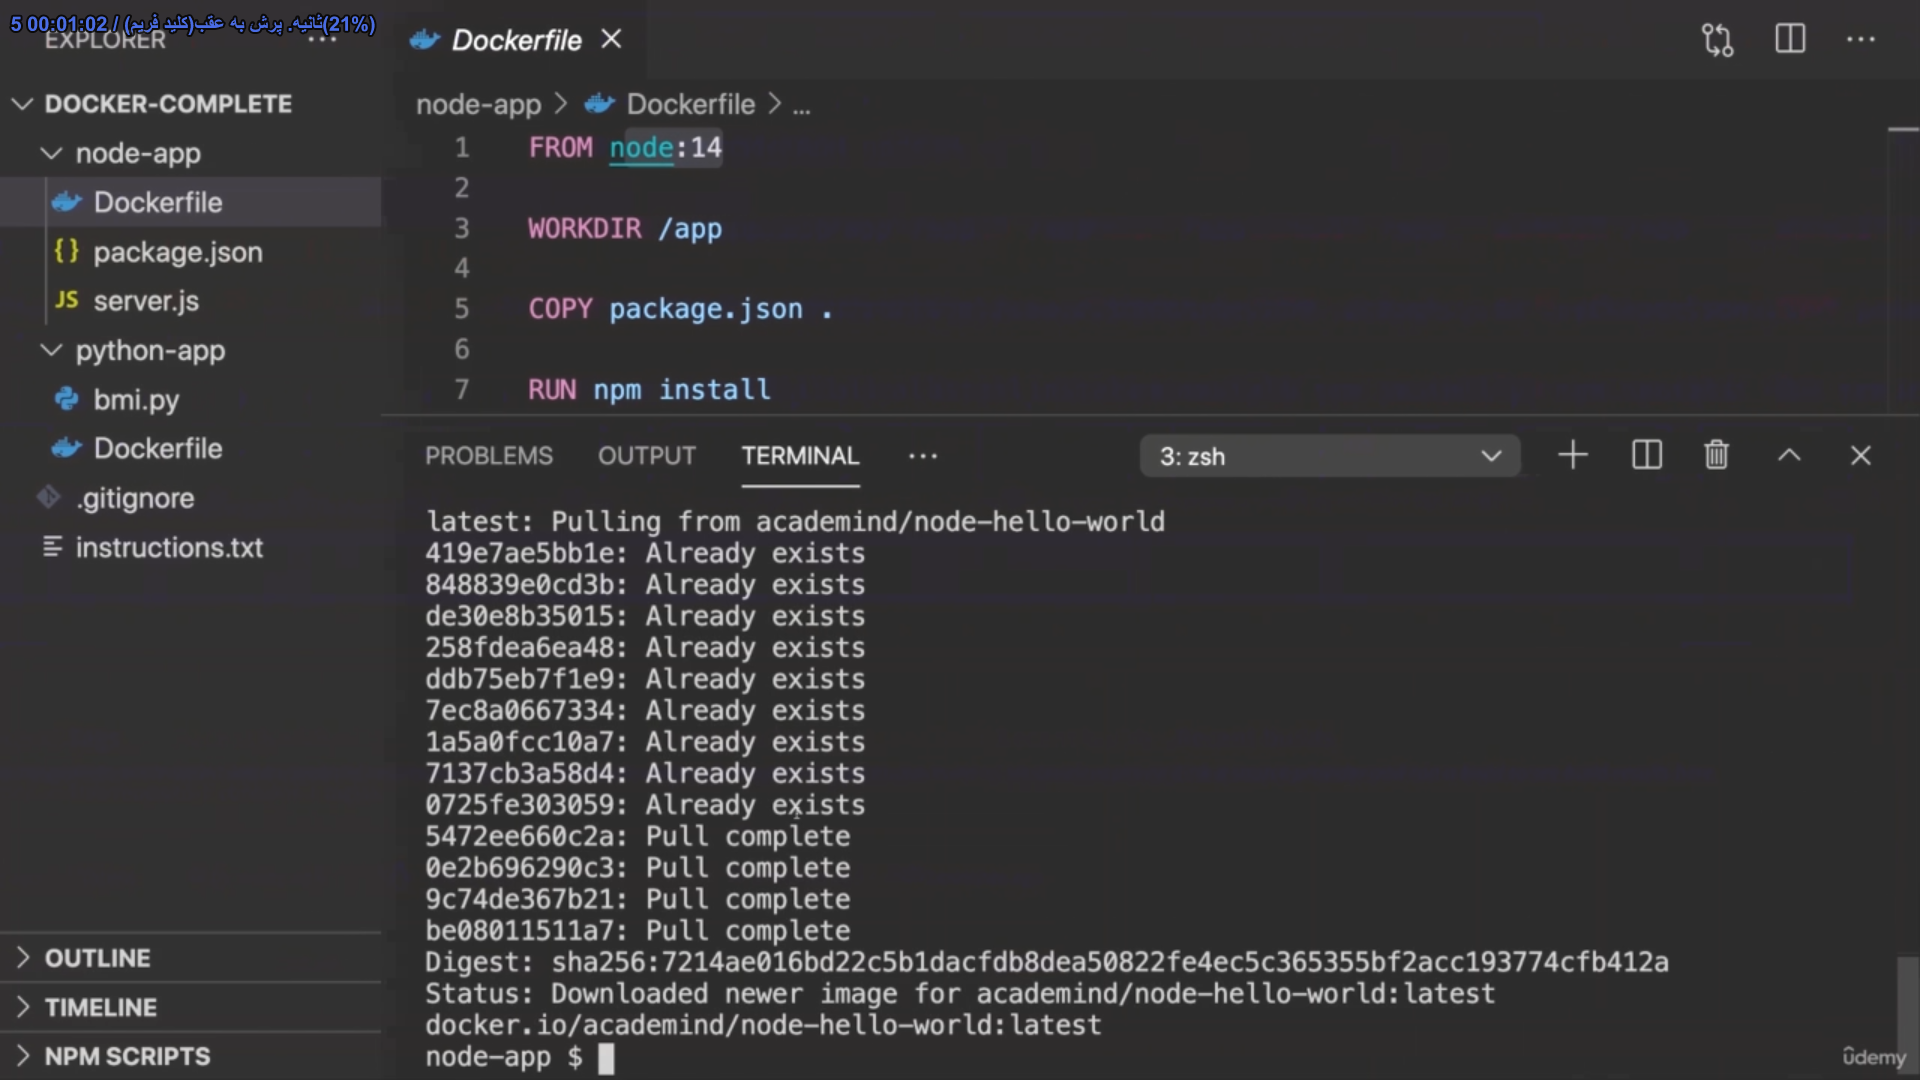 5 00:01:02 / (21%)ثانیه. پرش به عقب(کلید فریم)
EXPLORER ...
DOCKER-COMPLETE
node-app
Dockerfile
{} package.json
JS server.js
python-app
bmi.py
Dockerfile
.gitignore
instructions.txt
OUTLINE
TIMELINE
NPM SCRIPTS
Dockerfile
node-app > Dockerfile > ...
1 FROM node:14
2
3 WORKDIR /app
4
5 COPY package.json .
6
7 RUN npm install
PROBLEMS OUTPUT TERMINAL ... 3: zsh
latest: Pulling from academind/node-hello-world
419e7ae5bb1e: Already exists
848839e0cd3b: Already exists
de30e8b35015: Already exists
258fdea6ea48: Already exists
ddb75eb7f1e9: Already exists
7ec8a0667334: Already exists
1a5a0fcc10a7: Already exists
7137cb3a58d4: Already exists
0725fe303059: Already exists
5472ee660c2a: Pull complete
0e2b696290c3: Pull complete
9c74de367b21: Pull complete
be08011511a7: Pull complete
Digest: sha256:7214ae016bd22c5b1dacfdb8dea50822fe4ec5c365355bf2acc193774cfb412a
Status: Downloaded newer image for academind/node-hello-world:latest
docker.io/academind/node-hello-world:latest
node-app $
ûdemy